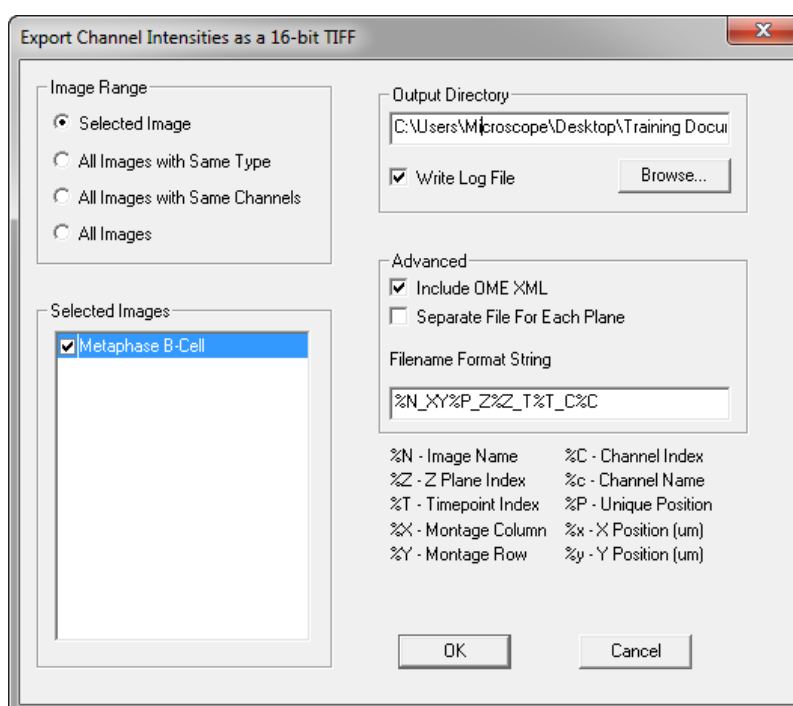 Export Channel Intensities as a 16-bit TIFF
Image Range
Selected Image
All Images with Same Type
All Images with Same Channels
All Images
Selected Images
Metaphase B-Cell
Output Directory
C:\Users\Microscope\Desktop\Training Docu
Write Log File
Browse...
Advanced
Include OME XML
Separate File For Each Plane
Filename Format String
%N_XY%P_Z%Z_T%T_C%C
%N - Image Name %C - Channel Index
%Z - Z Plane Index %c - Channel Name
%T - Timepoint Index %P - Unique Position
%X - Montage Column %x - X Position (um)
%Y - Montage Row %y - Y Position (um)
OK Cancel